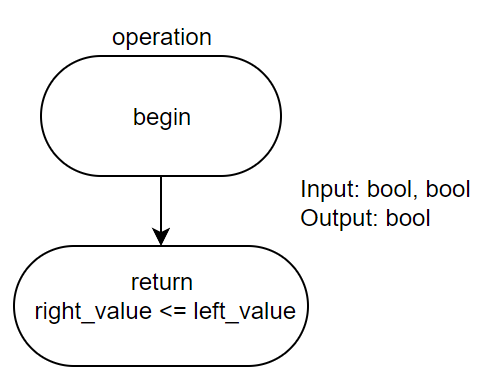 operation
begin
Input: bool, bool
Output: bool
return
right_value <= left_value